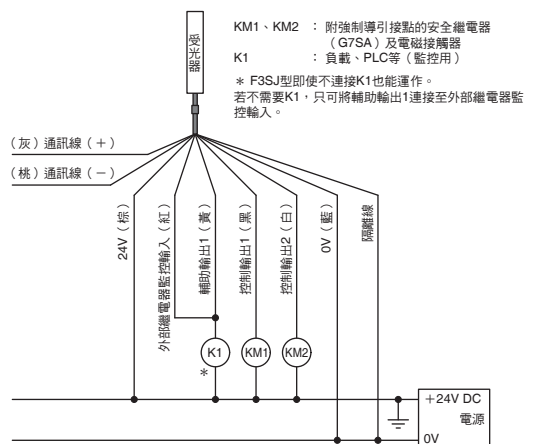 受光器
KM1、KM2 ： 附強制導引接點的安全繼電器
（G7SA）及電磁接觸器
K1 ： 負載、PLC等（監控用）
＊ F3SJ型即使不連接K1也能運作。
若不需要K1，只可將輔助輸出1連接至外部繼電器監
控輸入。
（灰）通訊線（＋）
（桃）通訊線（－）
24V（棕）
外部繼電器監控輸入（紅）
輔助輸出1（黃）
控制輸出1（黑）
控制輸出2（白）
0V（藍）
隔離線
K1
KM1
KM2
＊
＋24V DC
電源
0V